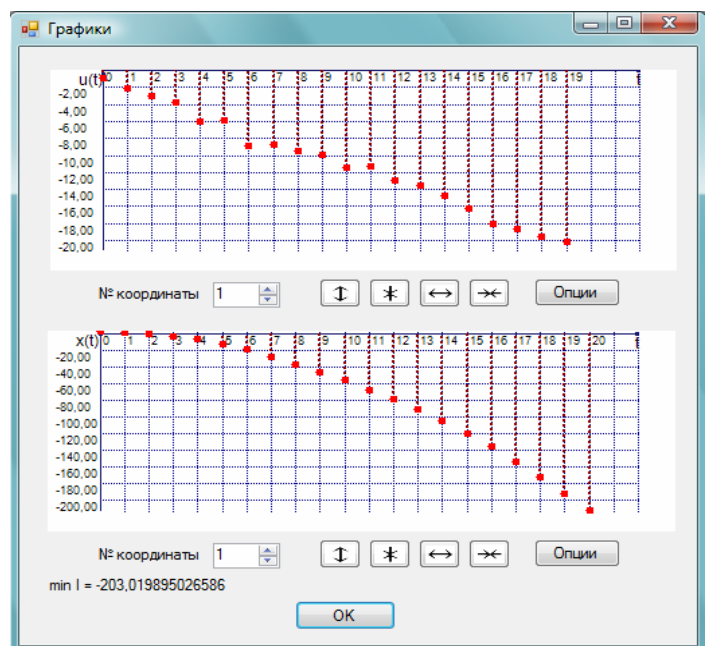 Графики
u(t) 0 1 2 3 4 5 6 7 8 9 10 11 12 13 14 15 16 17 18 19 t
-2,00
-4,00
-6,00
-8,00
-10,00
-12,00
-14,00
-16,00
-18,00
-20,00
№ координаты 1 Опции
x(t) 0 1 2 3 4 5 6 7 8 9 10 11 12 13 14 15 16 17 18 19 20 t
-20,00
-40,00
-60,00
-80,00
-100,00
-120,00
-140,00
-160,00
-180,00
-200,00
№ координаты 1 Опции
min I = -203,019895026586
OK